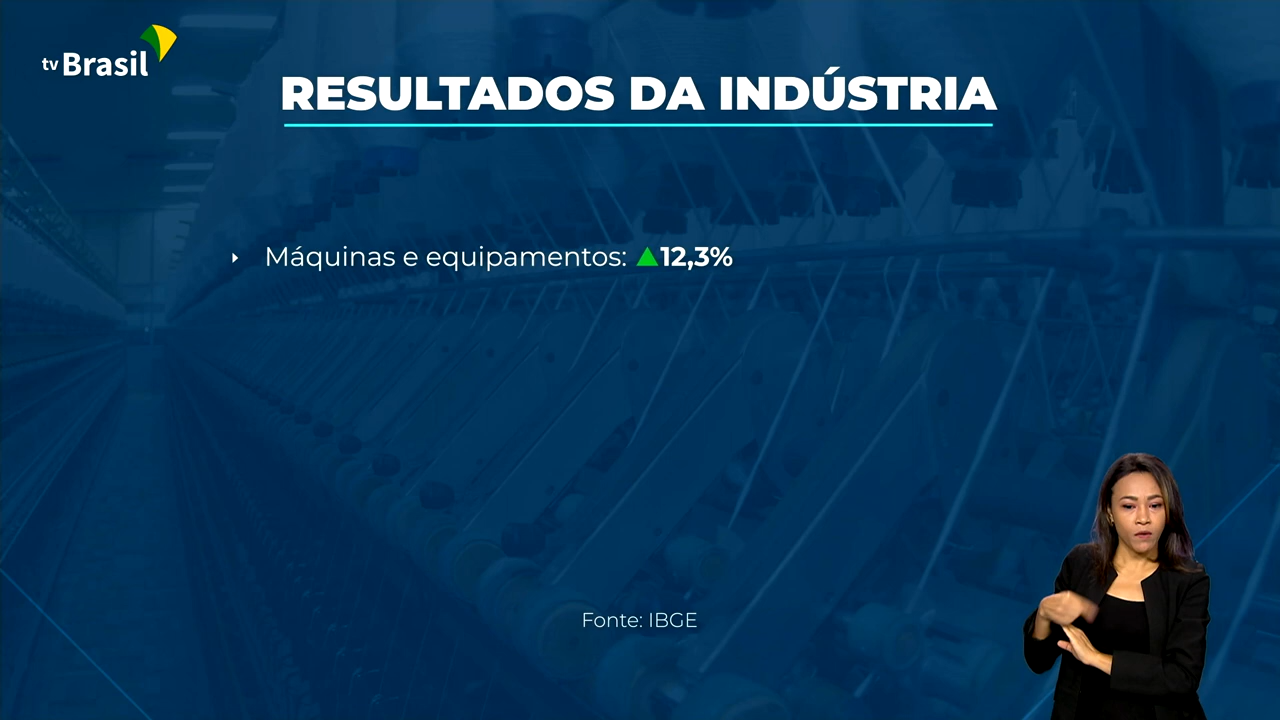 tv Brasil
RESULTADOS DA INDÚSTRIA
Máquinas e equipamentos: ▲12,3%
Fonte: IBGE